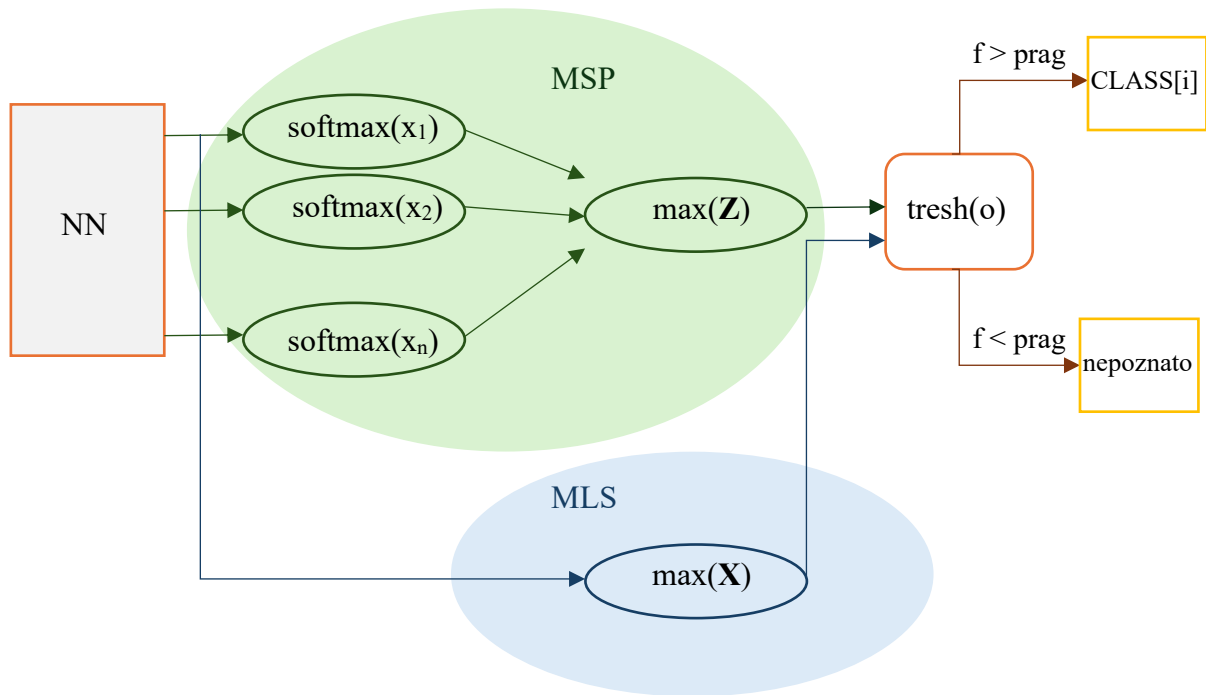 MSP
f > prag
CLASS[i]
NN
softmax(x₁)
softmax(x₂)
softmax(xₙ)
max(Z)
tresh(o)
f < prag
nepoznato
MLS
max(X)